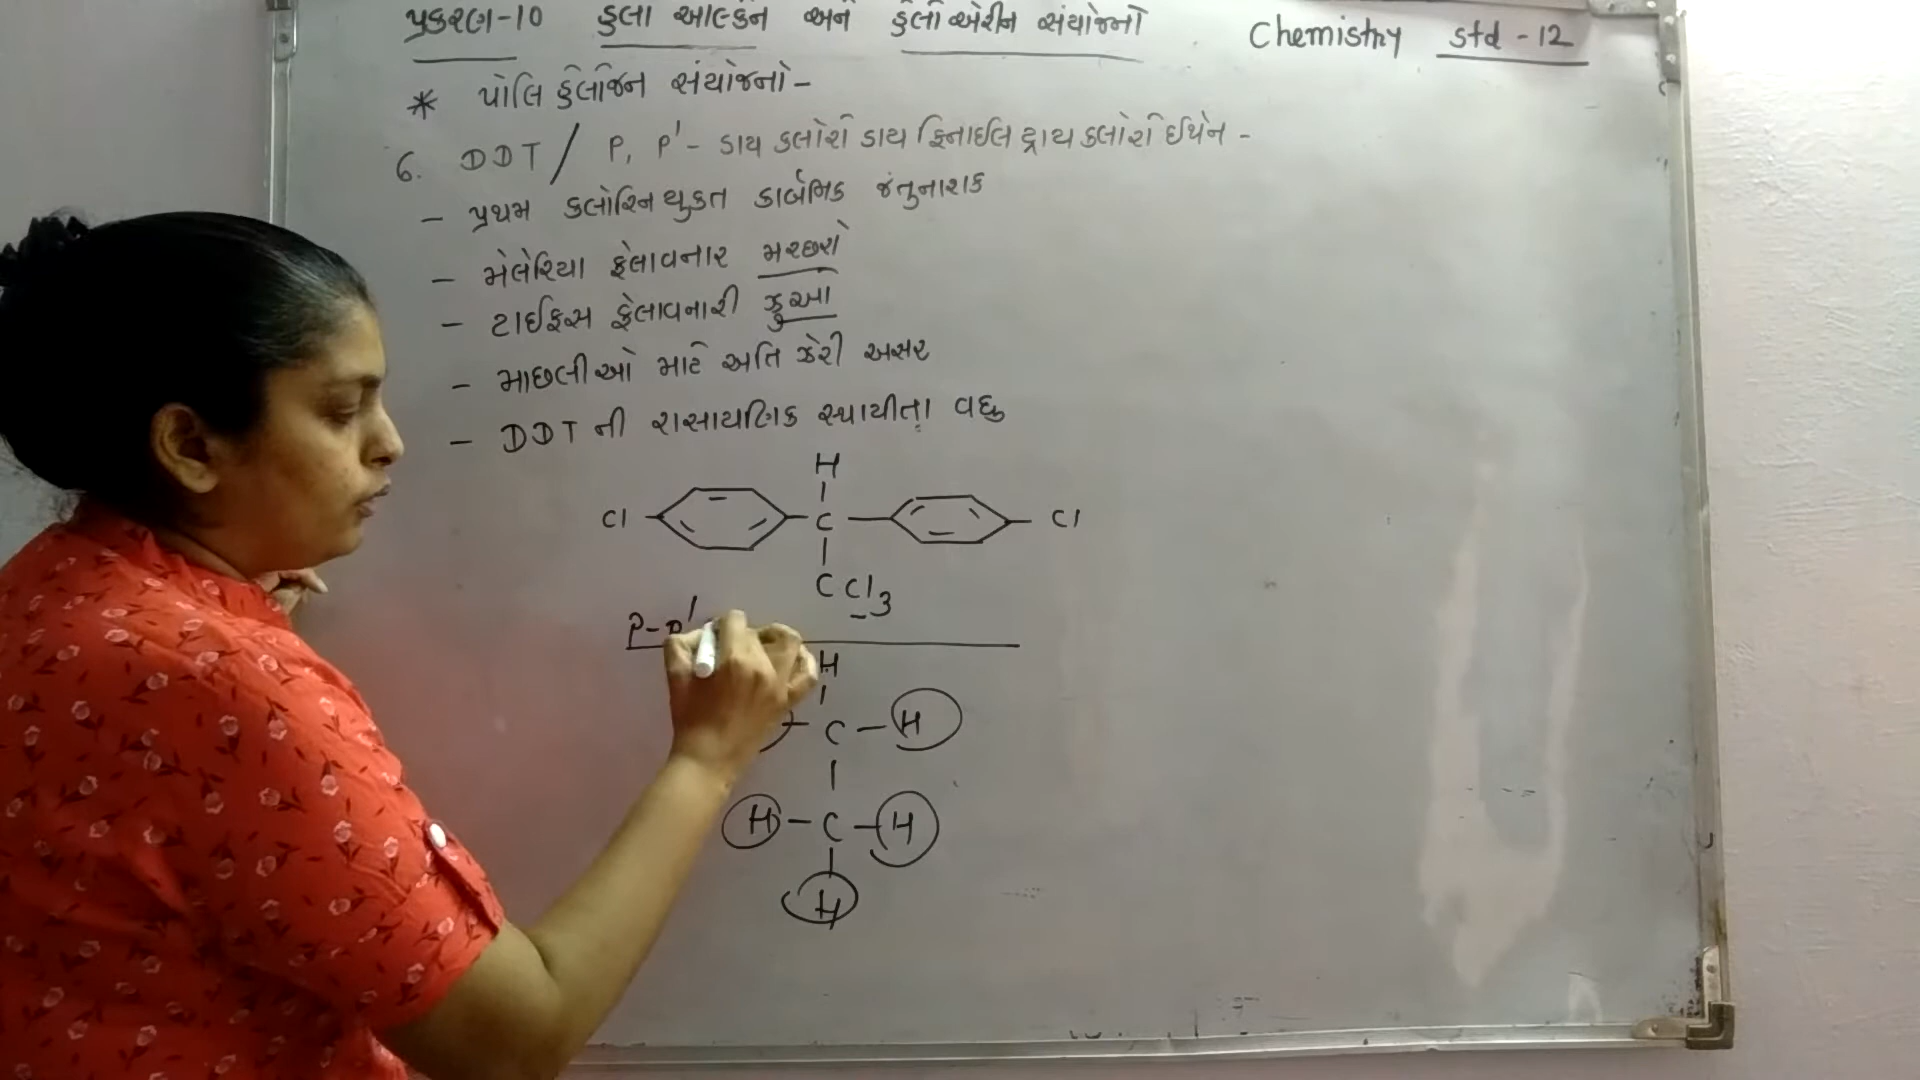 પ્રકરણ-10 હેલો આલ્કેન અને હેલો એરીન સંયોજનો Chemistry std - 12
* પોલિ હેલોજન સંયોજનો -
6. DDT / P, P' - ડાય ક્લોરો ડાય ફિનાઈલ ટ્રાય ક્લોરો ઈથેન -
- પ્રથમ ક્લોરિનયુક્ત કાર્બનિક જંતુનાશક
- મેલેરિયા ફેલાવનાર મચ્છરો
- ટાઈફસ ફેલાવનારી જુઆ
- માછલીઓ માટે અતિ ઝેરી અસર
- DDT ની રાસાયણિક સ્થાયીતા વધુ
H
Cl C Cl
CCl3
P-P'
H
C - H
H - C - H
H